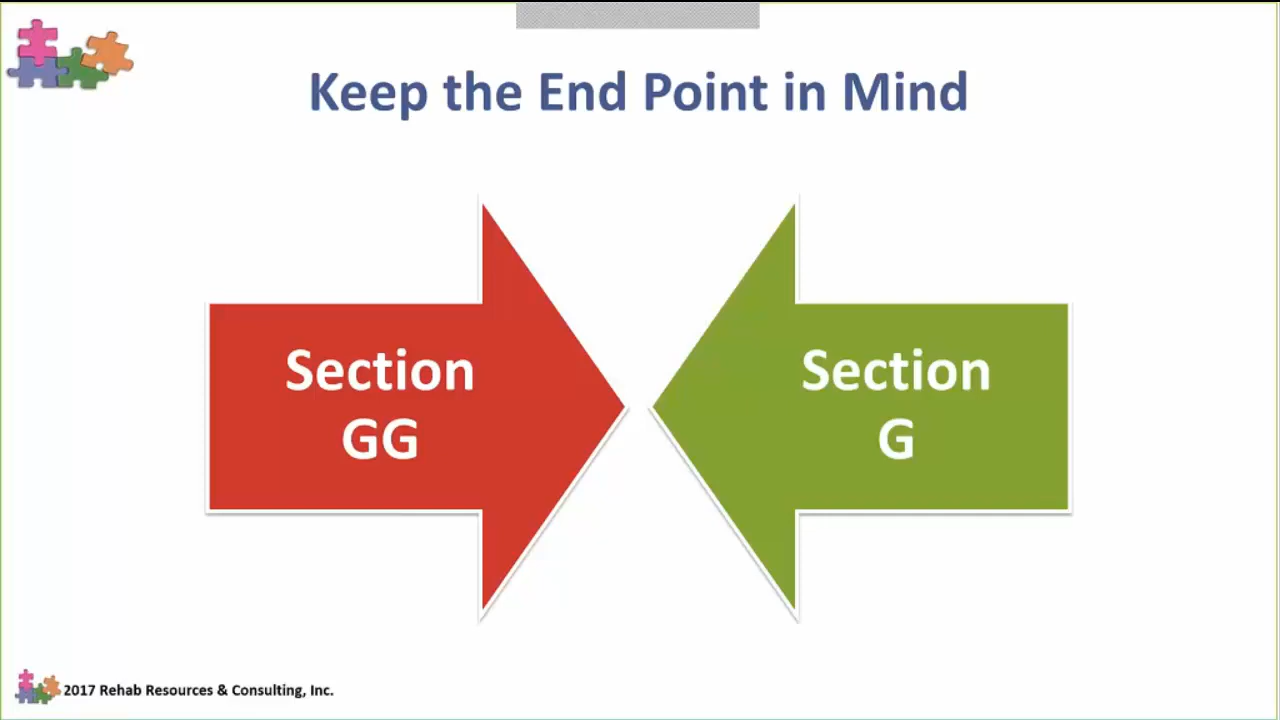 Keep the End Point in Mind
Section
GG
Section
G
2017 Rehab Resources & Consulting, Inc.